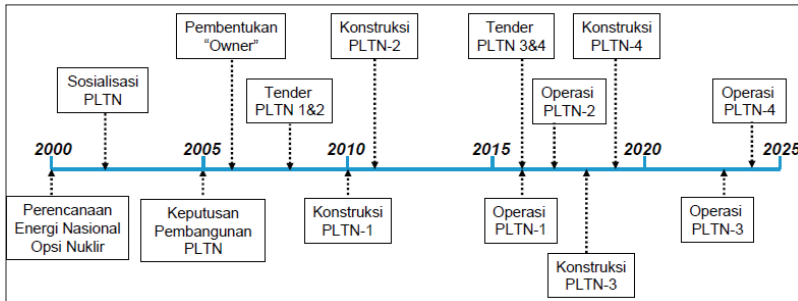 Pembentukan
"Owner"
Konstruksi
PLTN-2
Tender
PLTN 3&4
Konstruksi
PLTN-4
Sosialisasi
PLTN
Tender
PLTN 1&2
Operasi
PLTN-2
Operasi
PLTN-4
2000
2005
2010
2015
2020
2025
Perencanaan
Energi Nasional
Opsi Nuklir
Keputusan
Pembangunan
PLTN
Konstruksi
PLTN-1
Operasi
PLTN-1
Operasi
PLTN-3
Konstruksi
PLTN-3